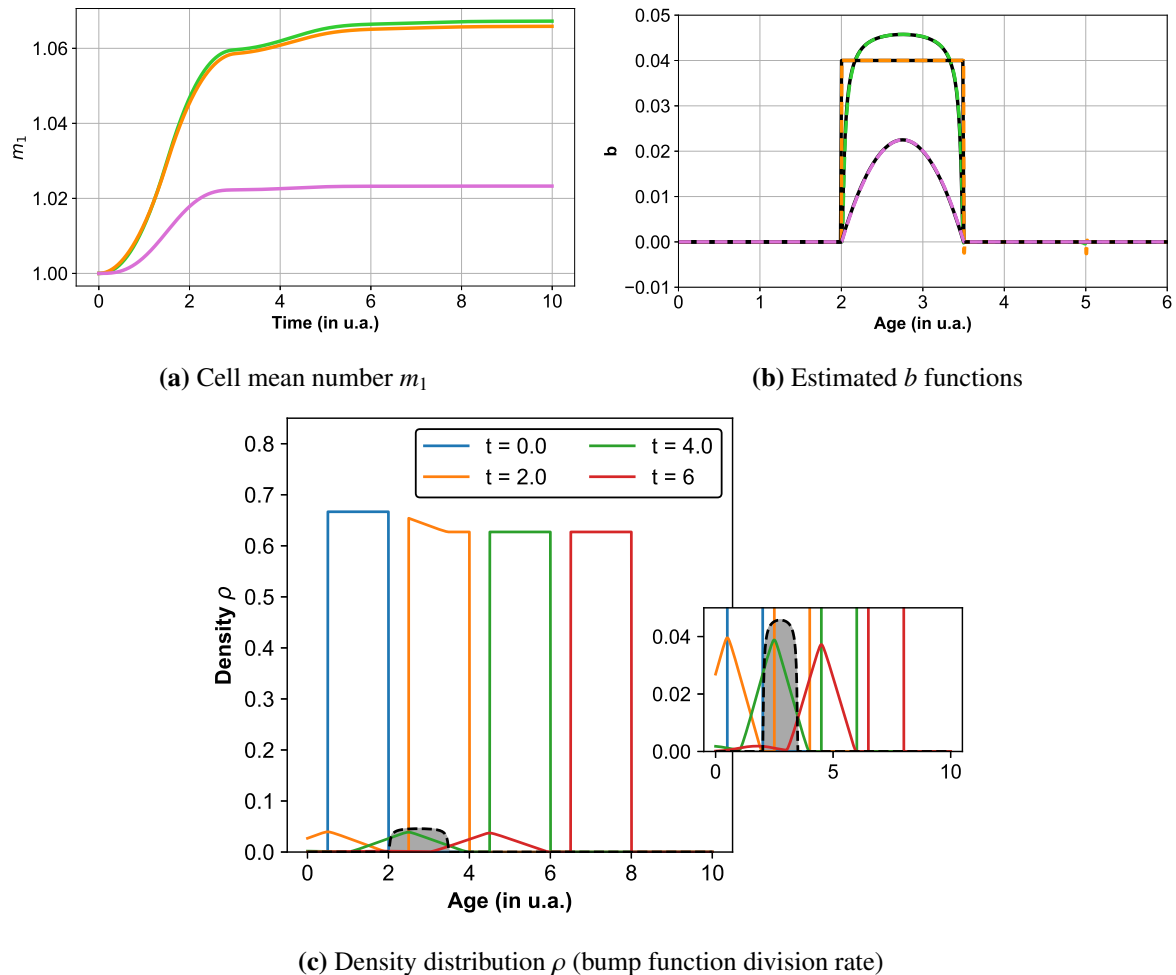 1.06
1.04
1.02
1.00
m₁
0 2 4 6 8 10
Time (in u.a.)
(a) Cell mean number m₁
0.05
0.04
0.03
0.02
0.01
0.00
−0.01
b
0 1 2 3 4 5 6
Age (in u.a.)
(b) Estimated b functions
0.8
0.7
0.6
0.5
0.4
0.3
0.2
0.1
0.0
Density ρ
t = 0.0 t = 4.0
t = 2.0 t = 6
0 2 4 6 8 10
Age (in u.a.)
0.04
0.02
0.00
0 5 10
(c) Density distribution ρ (bump function division rate)